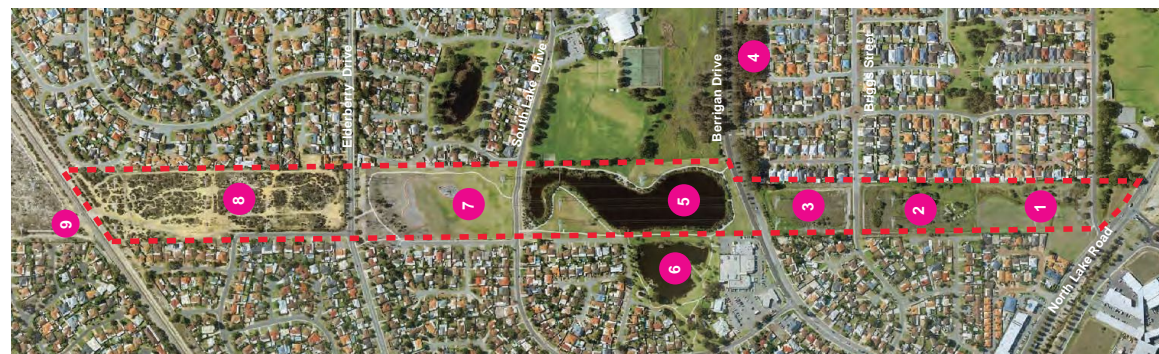 Elderberry Drive
South Lake Drive
Berrigan Drive
Briggs Street
North Lake Road
4
8
7
5
3
2
1
9
6